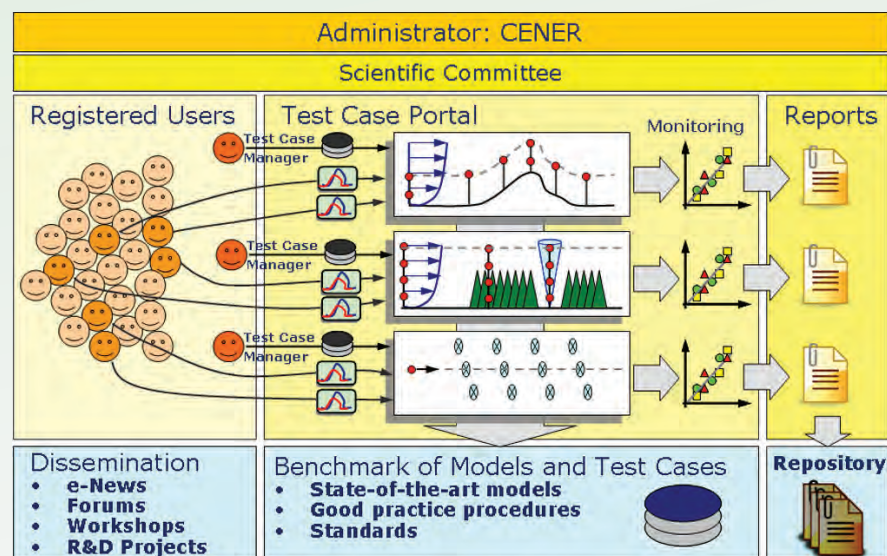 Administrator: CENER
Scientific Committee
Registered Users
Test Case Portal
Monitoring
Reports
Test Case
Manager
Test Case
Manager
Test Case
Manager
Dissemination
• e-News
• Forums
• Workshops
• R&D Projects
Benchmark of Models and Test Cases
• State-of-the-art models
• Good practice procedures
• Standards
Repository